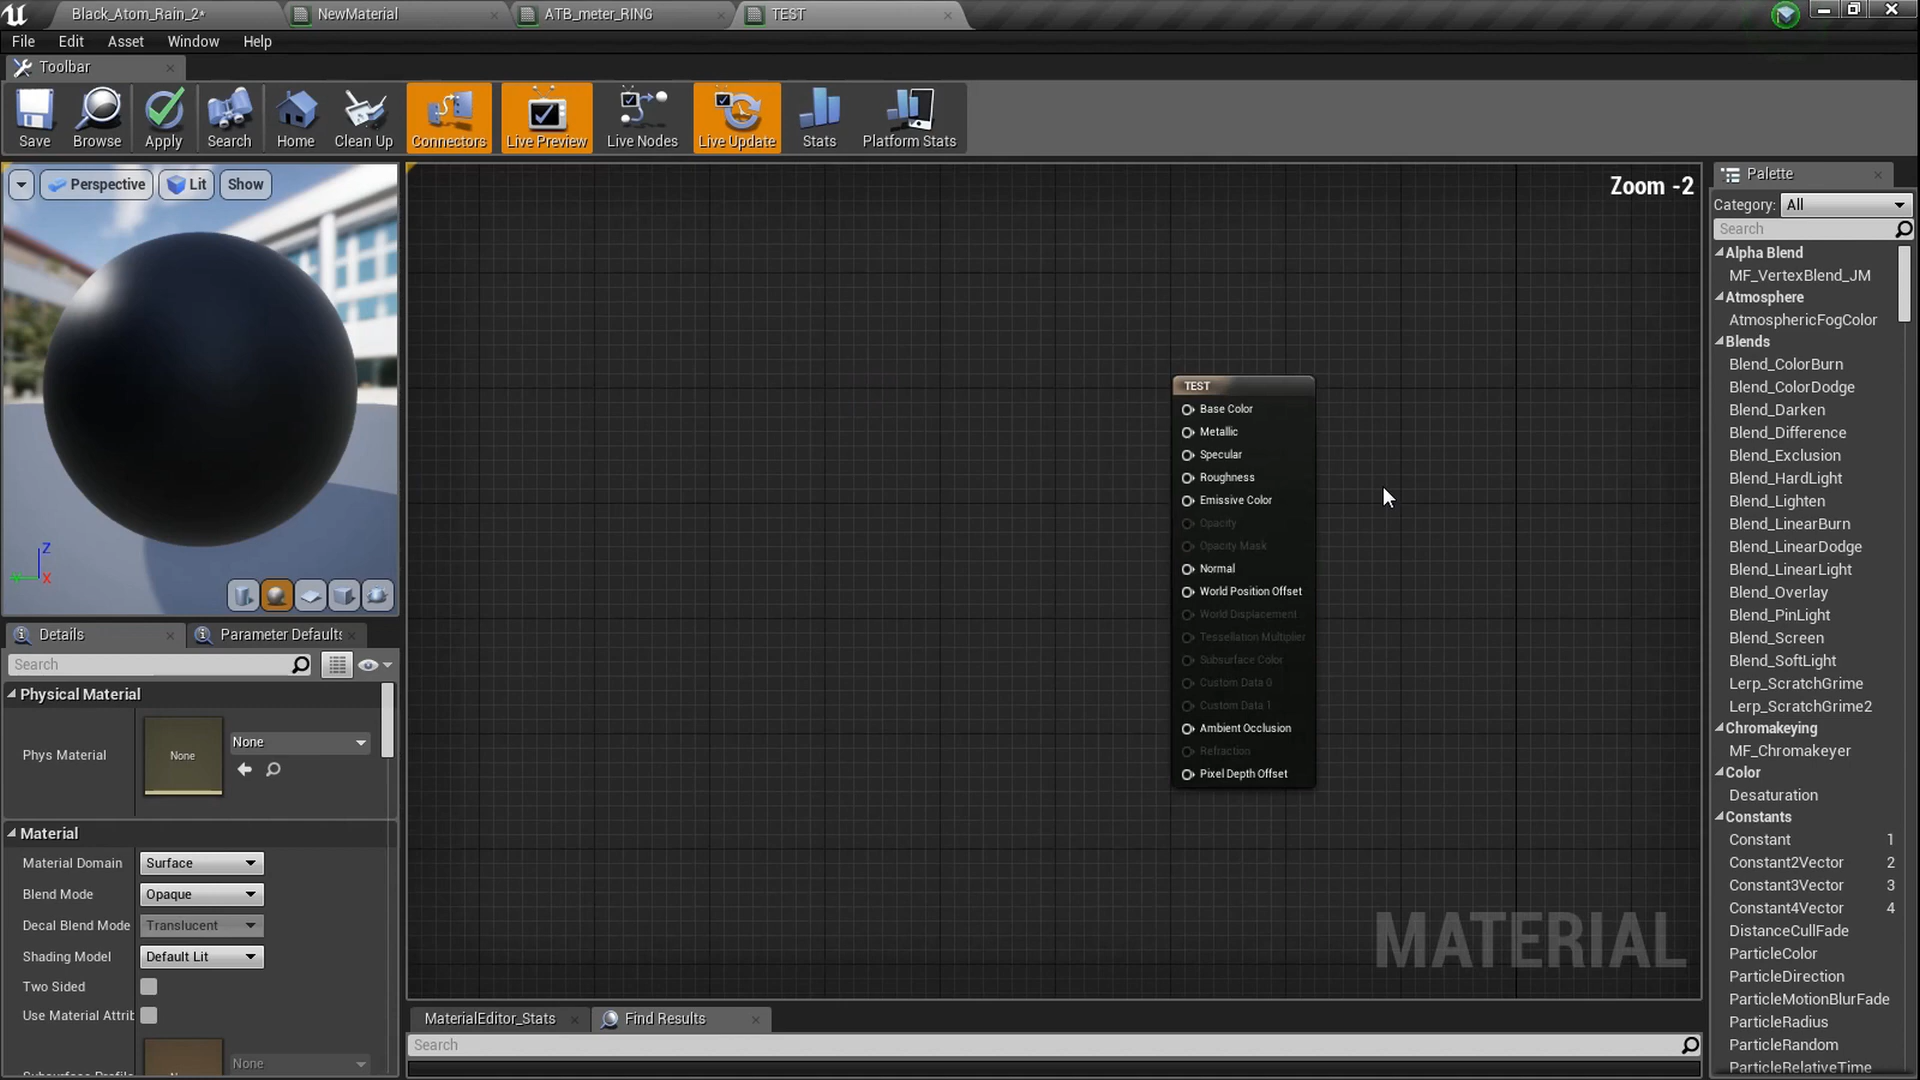 Black_Atom_Rain_2*
NewMaterial
ATB_meter_RING
TEST
File Edit Asset Window Help
Toolbar
Save
Browse
Apply
Search
Home
Clean Up
Connectors
Live Preview
Live Nodes
Live Update
Stats
Platform Stats
Perspective
Lit
Show
Z
X
Zoom -2
TEST
Base Color
Metallic
Specular
Roughness
Emissive Color
Opacity
Opacity Mask
Normal
World Position Offset
World Displacement
Tessellation Multiplier
Subsurface Color
Custom Data 0
Custom Data 1
Ambient Occlusion
Refraction
Pixel Depth Offset
MATERIAL
Details
Parameter Defaults
Search
Physical Material
Phys Material
None
None
Material
Material Domain Surface
Blend Mode Opaque
Decal Blend Mode Translucent
Shading Model Default Lit
Two Sided
Use Material Attrib
None
MaterialEditor_Stats
Find Results
Search
Palette
Category: All
Search
Alpha Blend
MF_VertexBlend_JM
Atmosphere
AtmosphericFogColor
Blends
Blend_ColorBurn
Blend_ColorDodge
Blend_Darken
Blend_Difference
Blend_Exclusion
Blend_HardLight
Blend_Lighten
Blend_LinearBurn
Blend_LinearDodge
Blend_LinearLight
Blend_Overlay
Blend_PinLight
Blend_Screen
Blend_SoftLight
Lerp_ScratchGrime
Lerp_ScratchGrime2
Chromakeying
MF_Chromakeyer
Color
Desaturation
Constants
Constant 1
Constant2Vector 2
Constant3Vector 3
Constant4Vector 4
DistanceCullFade
ParticleColor
ParticleDirection
ParticleMotionBlurFade
ParticleRadius
ParticleRandom
ParticleRelativeTime